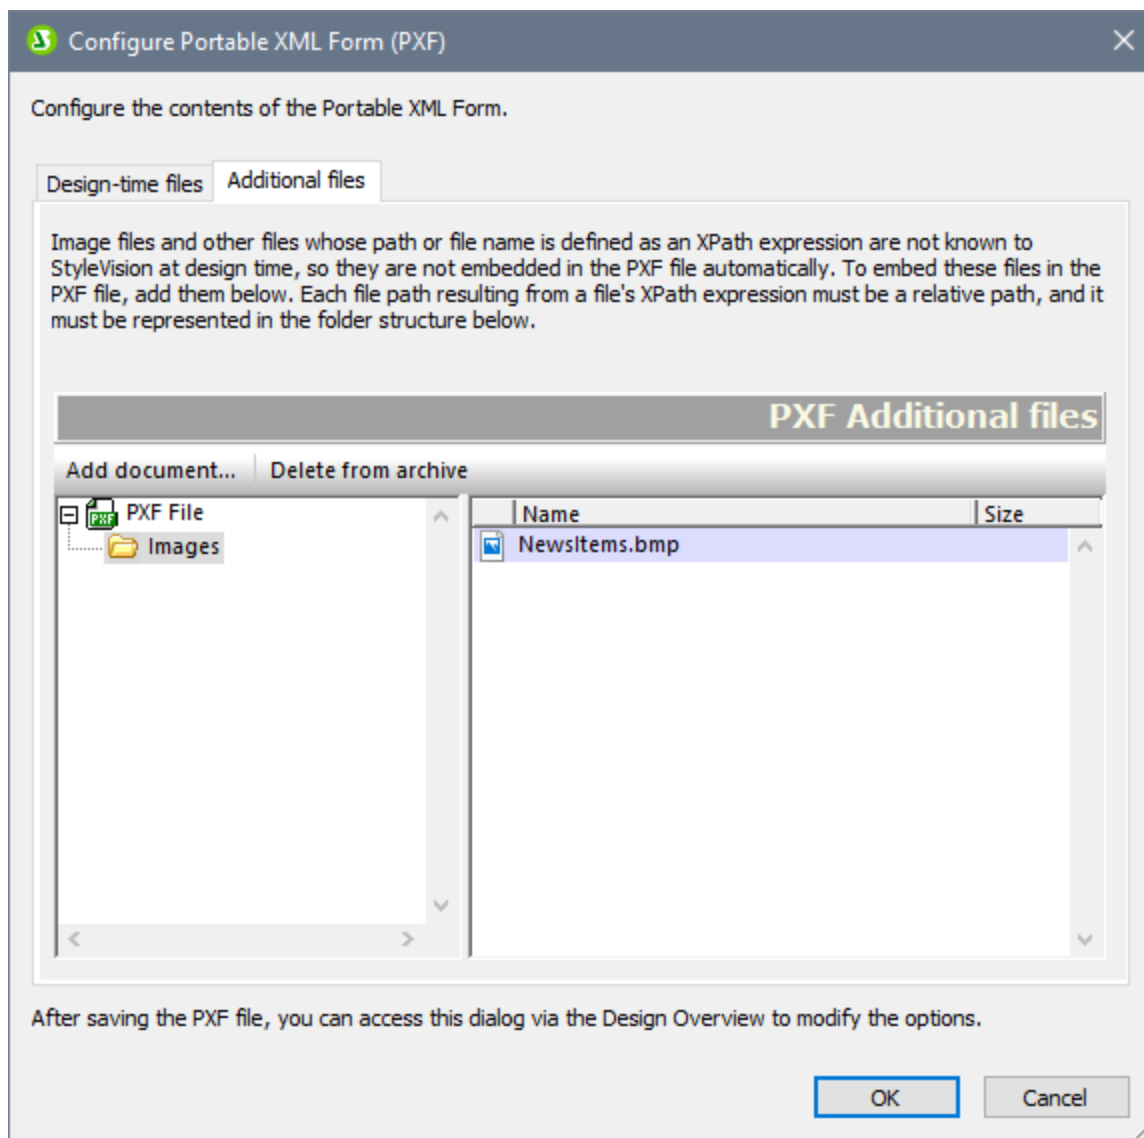 Configure Portable XML Form (PXF)
Configure the contents of the Portable XML Form.
Design-time files
Additional files
Image files and other files whose path or file name is defined as an XPath expression are not known to
StyleVision at design time, so they are not embedded in the PXF file automatically. To embed these files in the
PXF file, add them below. Each file path resulting from a file's XPath expression must be a relative path, and it
must be represented in the folder structure below.
PXF Additional files
Add document...
Delete from archive
PXF File
PXF
Images
Name
Size
NewsItems.bmp
After saving the PXF file, you can access this dialog via the Design Overview to modify the options.
OK
Cancel